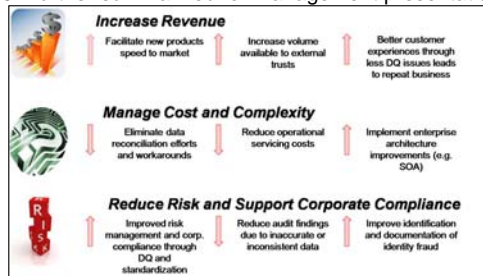 Increase Revenue
Facilitate new products
speed to market
Increase volume
available to external
trusts
Better customer
experiences through
less DQ issues leads
to repeat business
Manage Cost and Complexity
Eliminate data
reconciliation efforts
and workarounds
Reduce operational
servicing costs
Implement enterprise
architecture
improvements (e.g.
SOA)
Reduce Risk and Support Corporate Compliance
R
I
S
K
Improved risk
management and corp.
compliance through
DQ and
standardization
Reduce audit findings
due to inaccurate or
inconsistent data
Improve identification
and documentation of
identity fraud